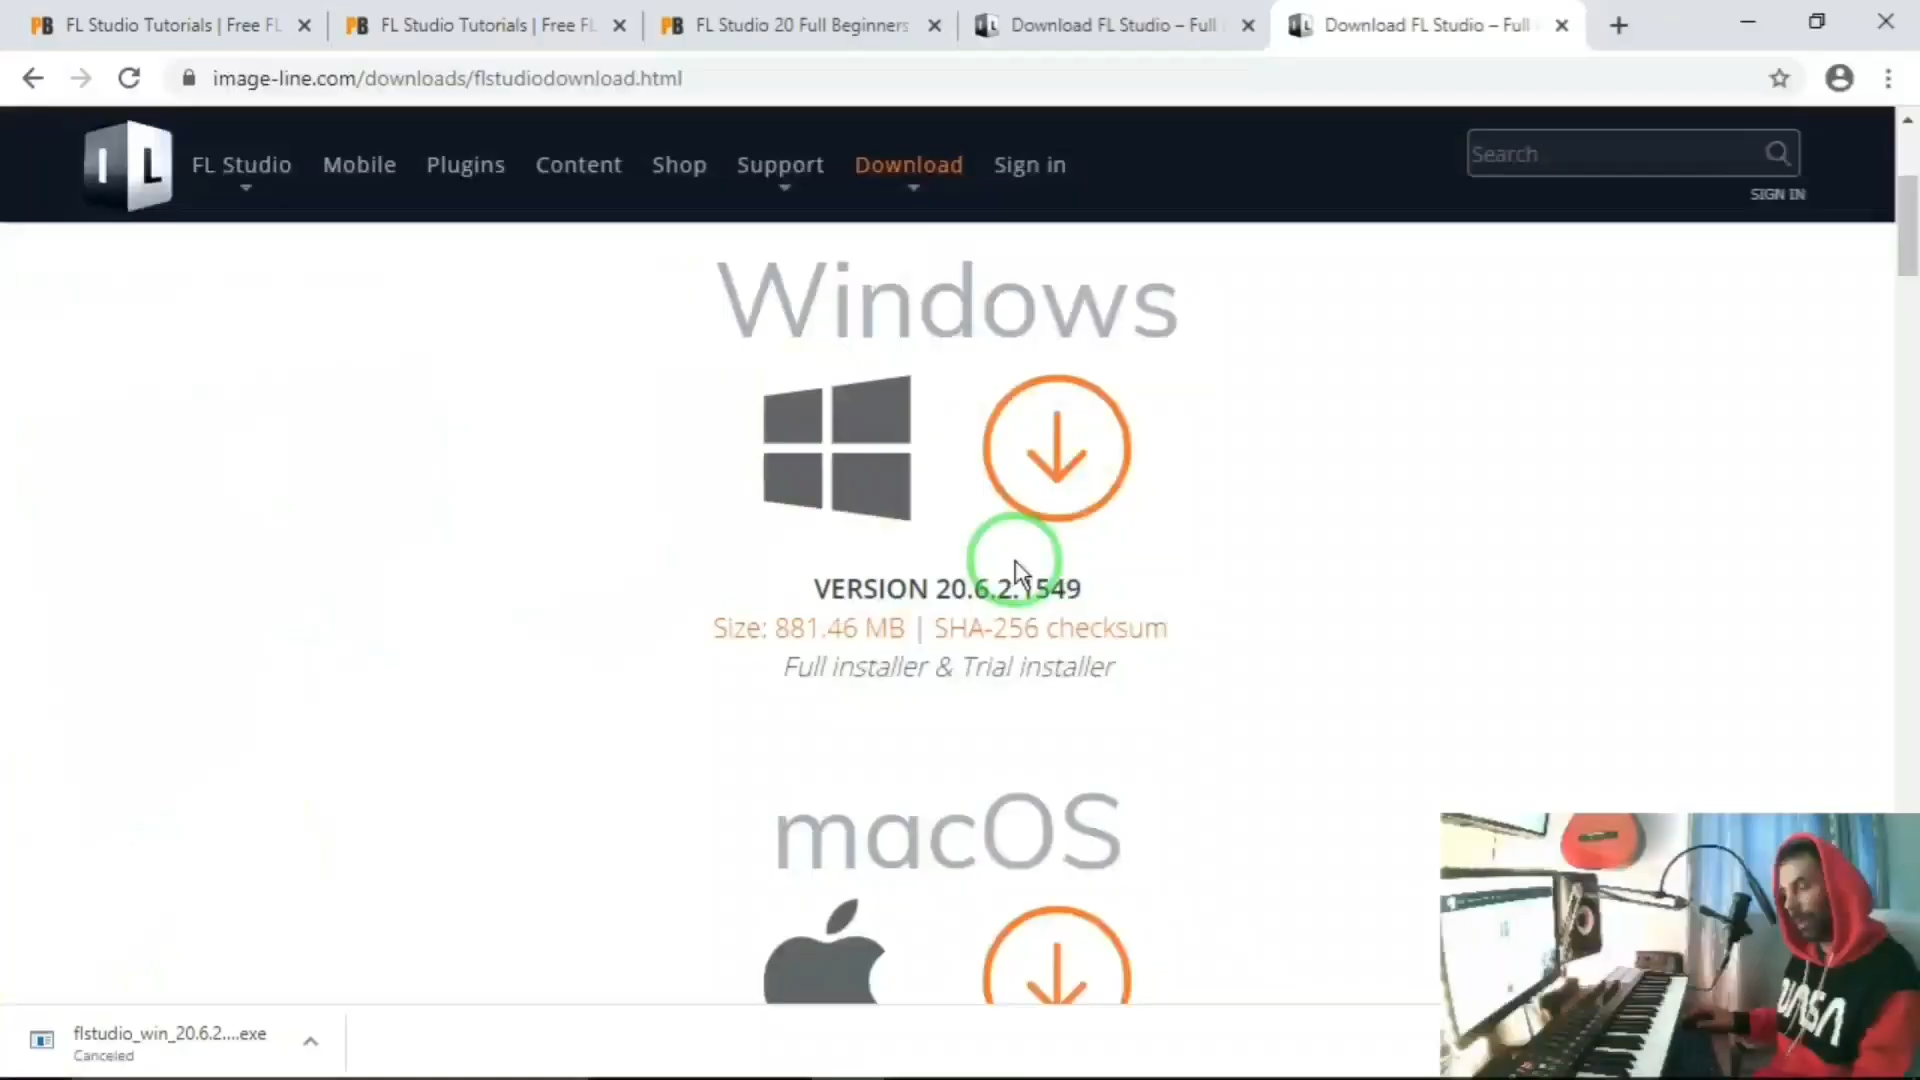 FL Studio Tutorials | Free FL
FL Studio Tutorials | Free FL
FL Studio 20 Full Beginners
Download FL Studio – Full
Download FL Studio – Full
image-line.com/downloads/flstudiodownload.html
I L
FL Studio
Mobile
Plugins
Content
Shop
Support
Download
Sign in
Search
SIGN IN
Windows
VERSION 20.6.2.1549
Size: 881.46 MB | SHA-256 checksum
Full installer & Trial installer
macOS
flstudio_win_20.6.2....exe
Canceled
NASA